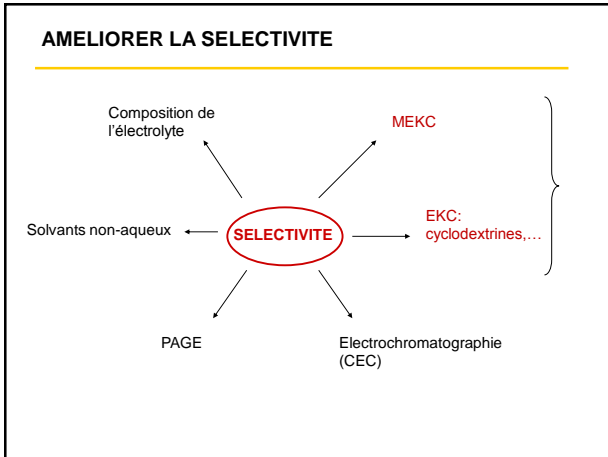 AMELIORER LA SELECTIVITE
Composition de
l'électrolyte
MEKC
Solvants non-aqueux
SELECTIVITE
EKC:
cyclodextrines,…
PAGE
Electrochromatographie
(CEC)